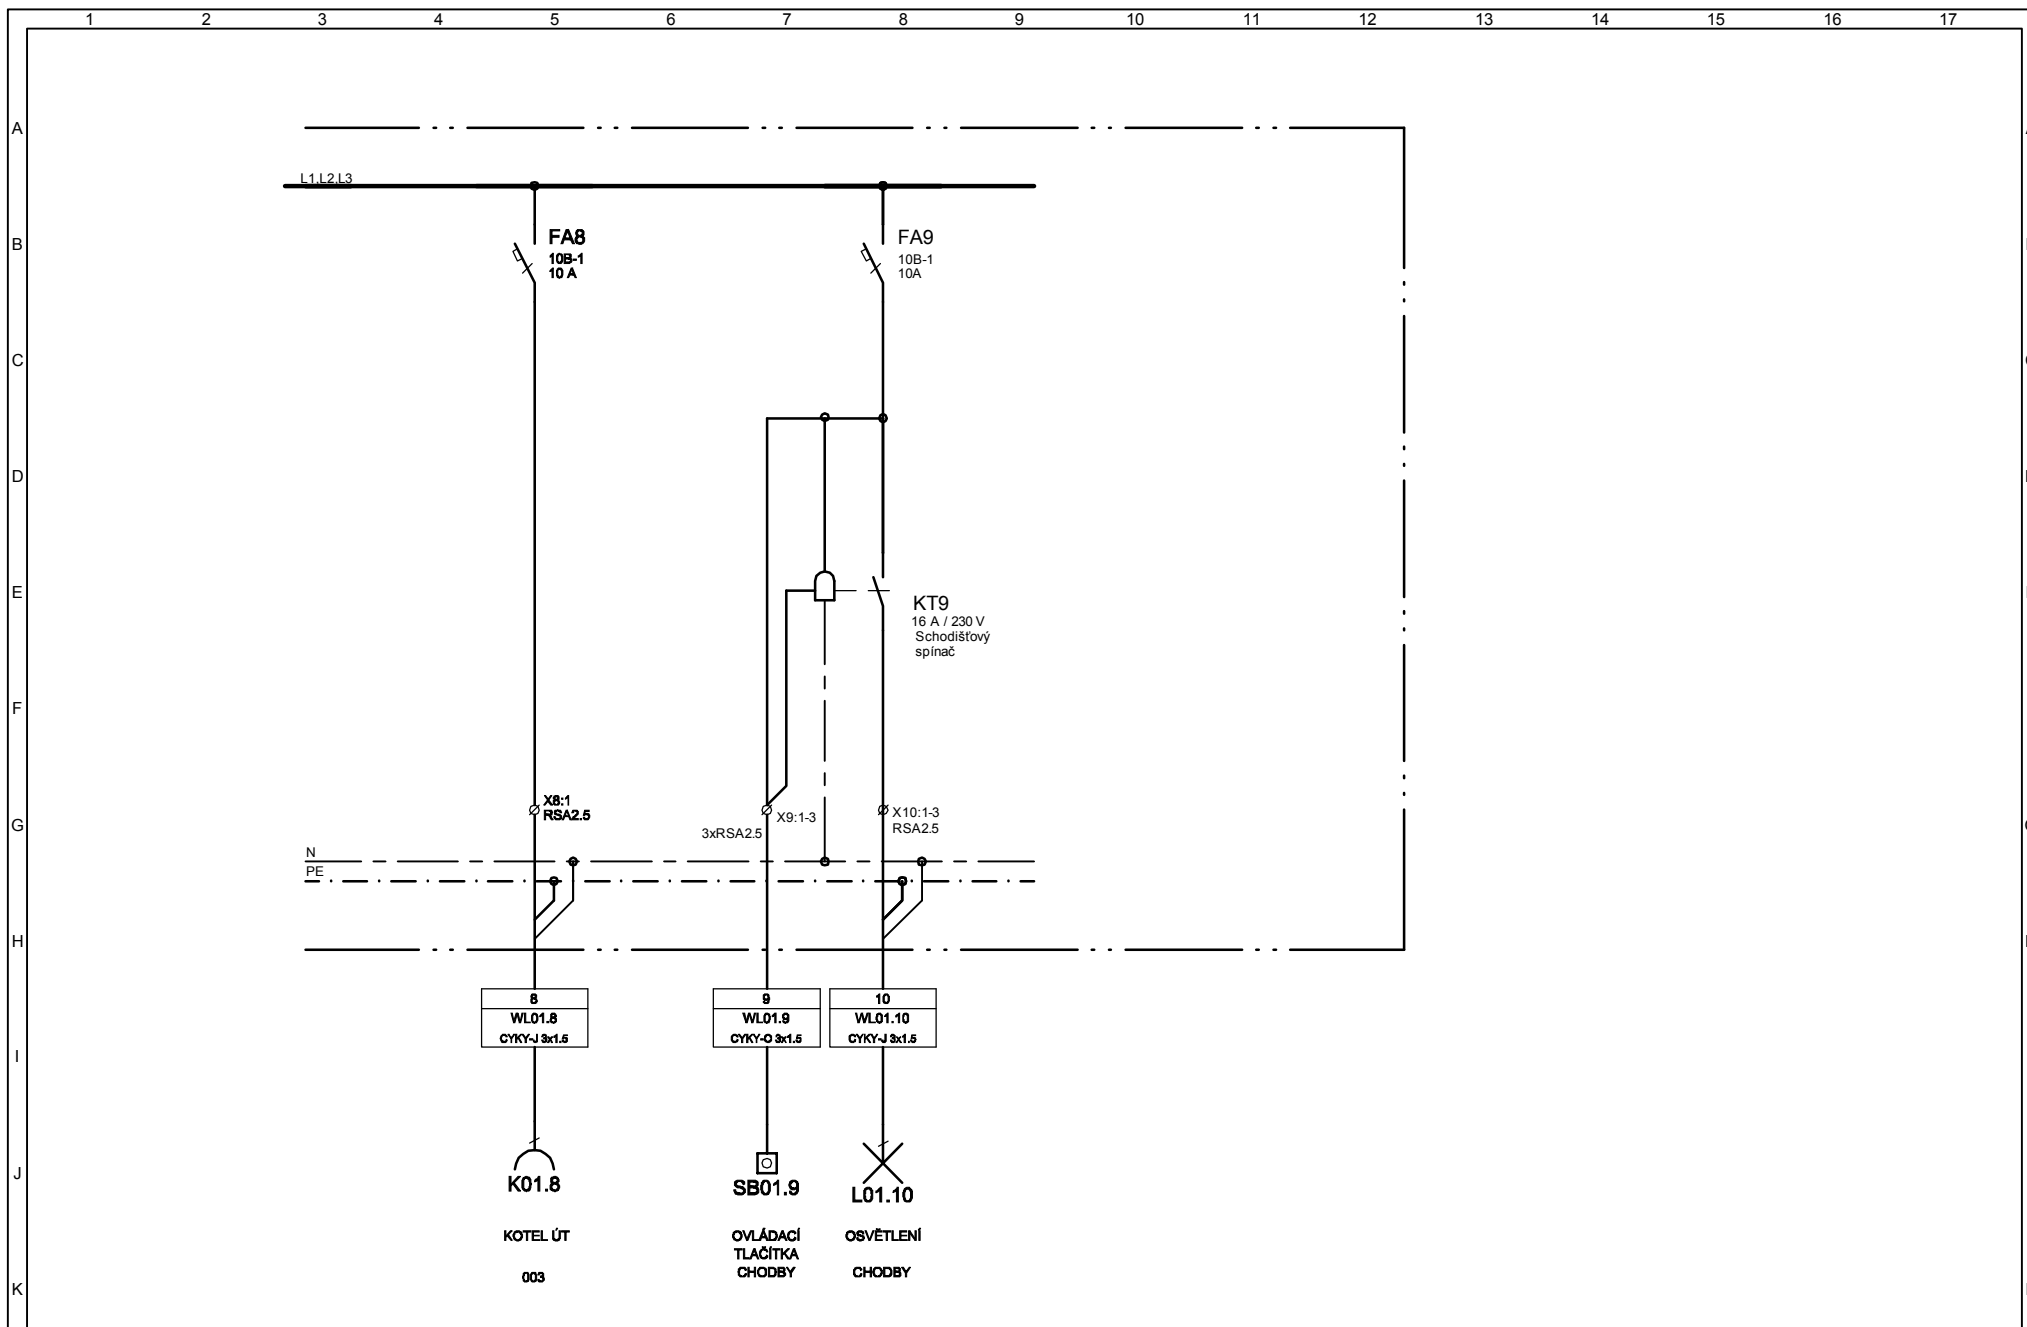 1 2 3 4 5 6 7 8 9 10 11 12 13 14 15 16 17
A
L1,L2,L3
B
FA8
10B-1
10 A
FA9
10B-1
10A
C
D
E
KT9
16 A / 230 V
Schodišťový
spínač
F
G
X8:1
RSA2.5
X9:1-3
3xRSA2.5
X10:1-3
RSA2.5
N
PE
H
8
WL01.8
CYKY-J 3x1.5
9
WL01.9
CYKY-O 3x1.5
10
WL01.10
CYKY-J 3x1.5
I
J
K01.8
SB01.9
L01.10
KOTEL ÚT
003
OVLÁDACÍ
TLAČÍTKA
CHODBY
OSVĚTLENÍ
CHODBY
K